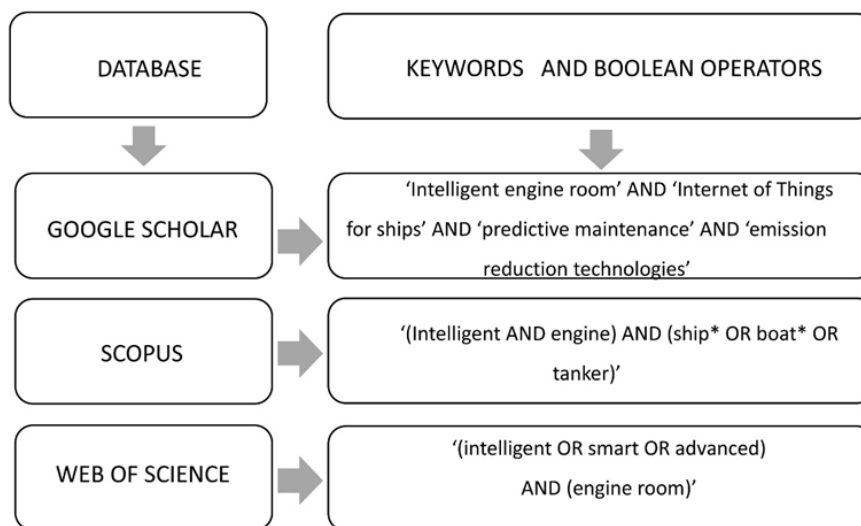 DATABASE
KEYWORDS AND BOOLEAN OPERATORS
GOOGLE SCHOLAR
‘Intelligent engine room’ AND ‘Internet of Things
for ships’ AND ‘predictive maintenance’ AND ‘emission
reduction technologies’
SCOPUS
‘(Intelligent AND engine) AND (ship* OR boat* OR
tanker)’
WEB OF SCIENCE
‘(intelligent OR smart OR advanced)
AND (engine room)’